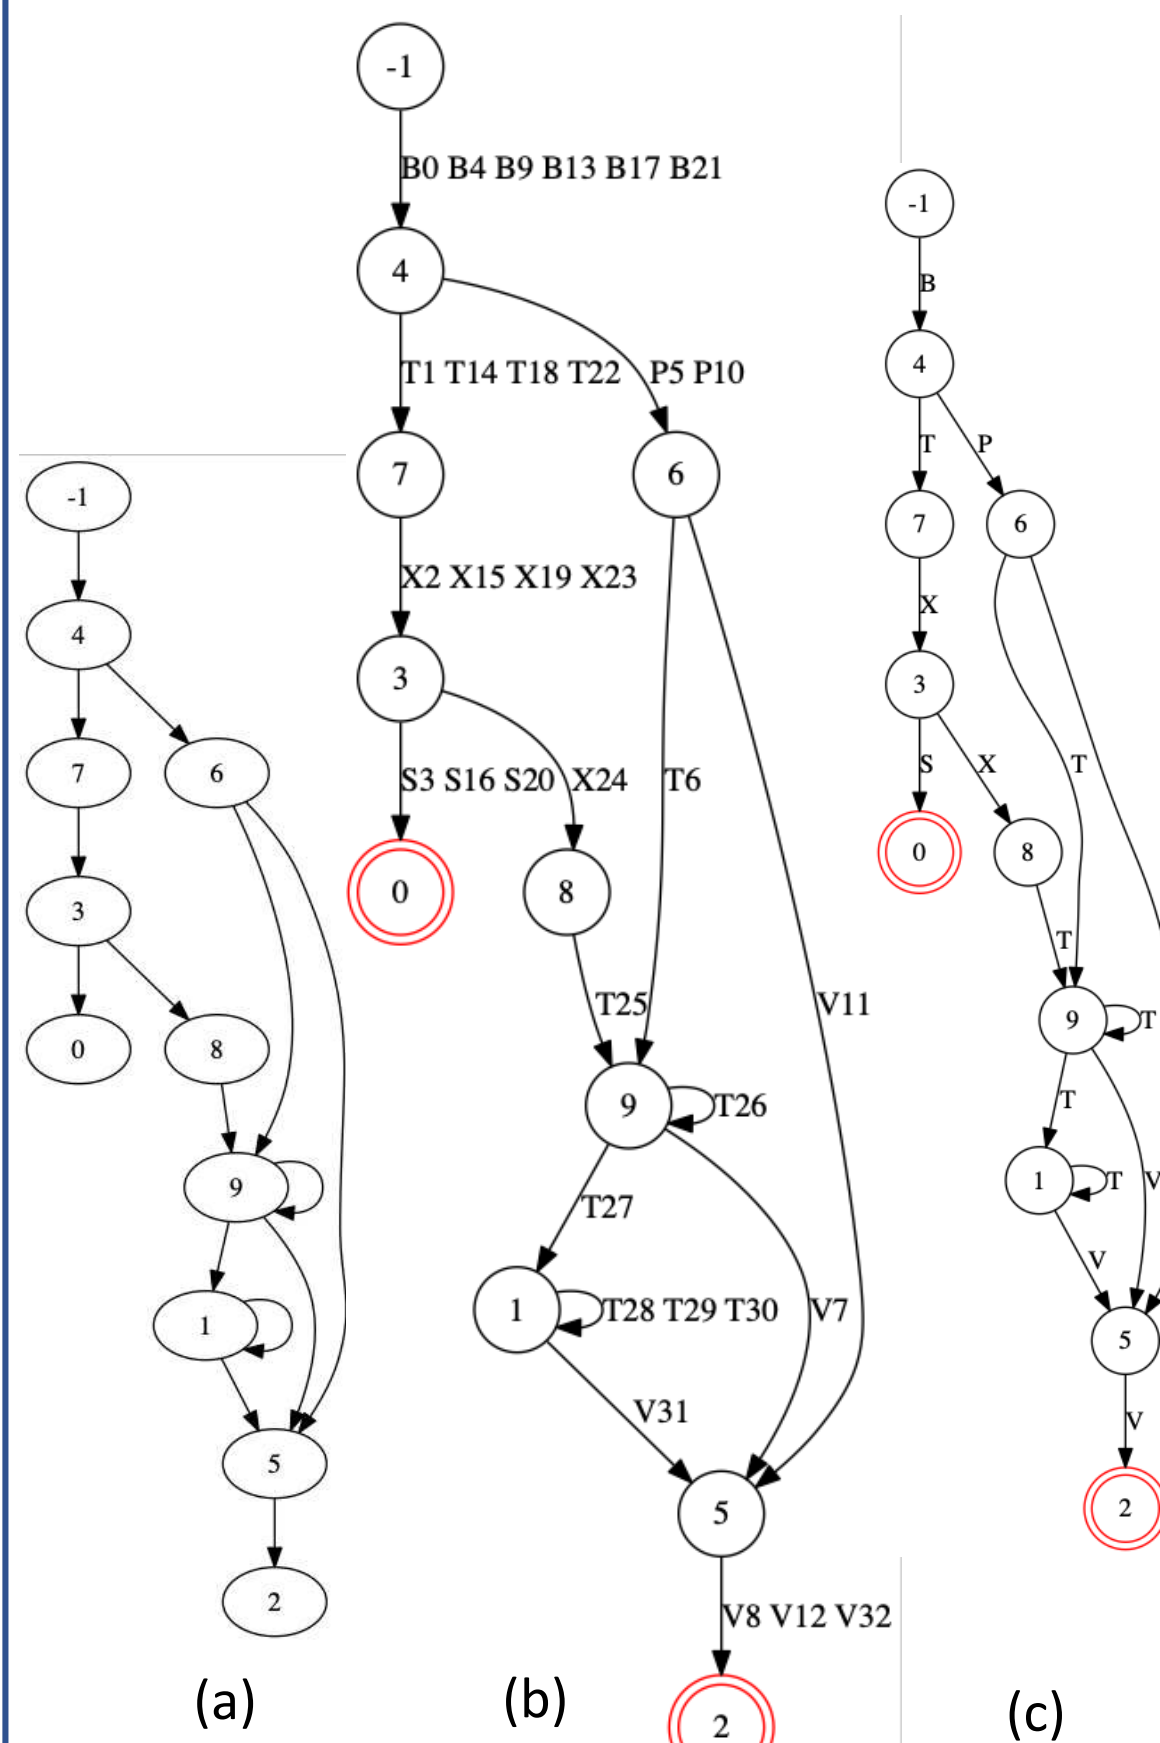 -1
4
7
6
3
0
8
9
1
5
2
(a)
-1
B0 B4 B9 B13 B17 B21
4
T1 T14 T18 T22
P5 P10
7
6
X2 X15 X19 X23
3
S3 S16 S20
X24
T6
0
8
T25
V11
9
T26
T27
1
T28 T29 T30
V7
V31
5
V8 V12 V32
2
(b)
-1
B
4
T
P
7
6
X
3
S
X
T
0
8
T
9
T
T
1
T
V
V
5
V
2
(c)